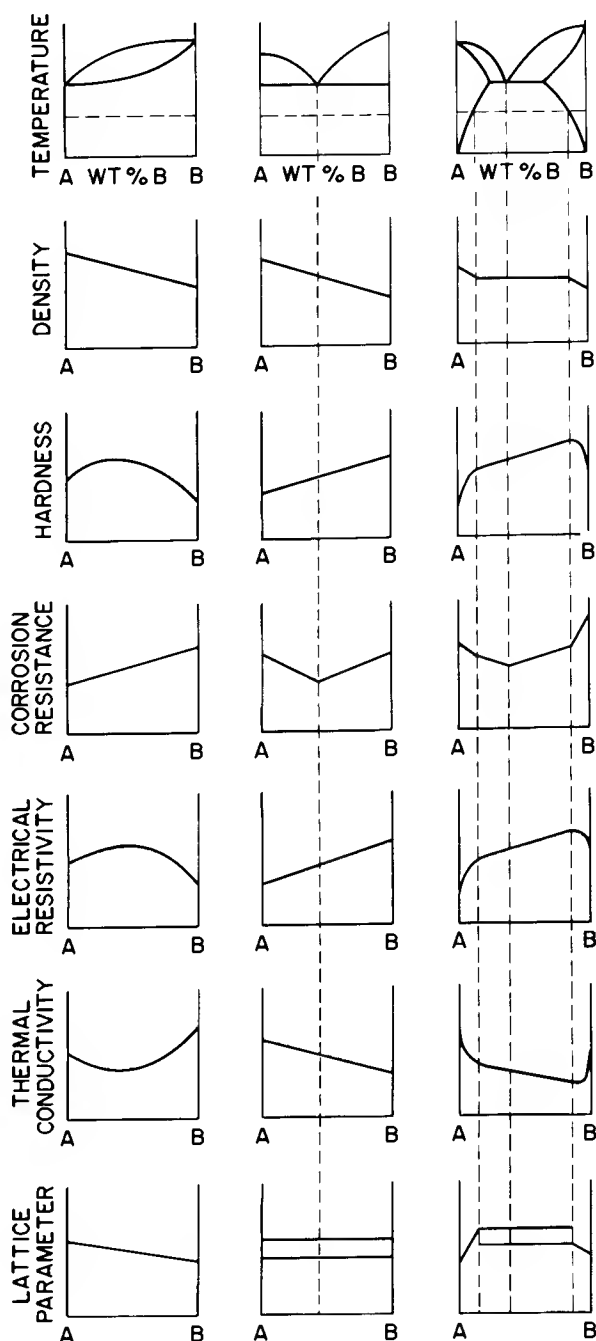 TEMPERATURE
A WT % B B
A WT % B B
A WT % B B
DENSITY
A B
A B
A B
HARDNESS
A B
A B
A B
CORROSION
RESISTANCE
A B
A B
A B
ELECTRICAL
RESISTIVITY
A B
A B
A B
THERMAL
CONDUCTIVITY
A B
A B
A B
LATTICE
PARAMETER
A B
A B
A B